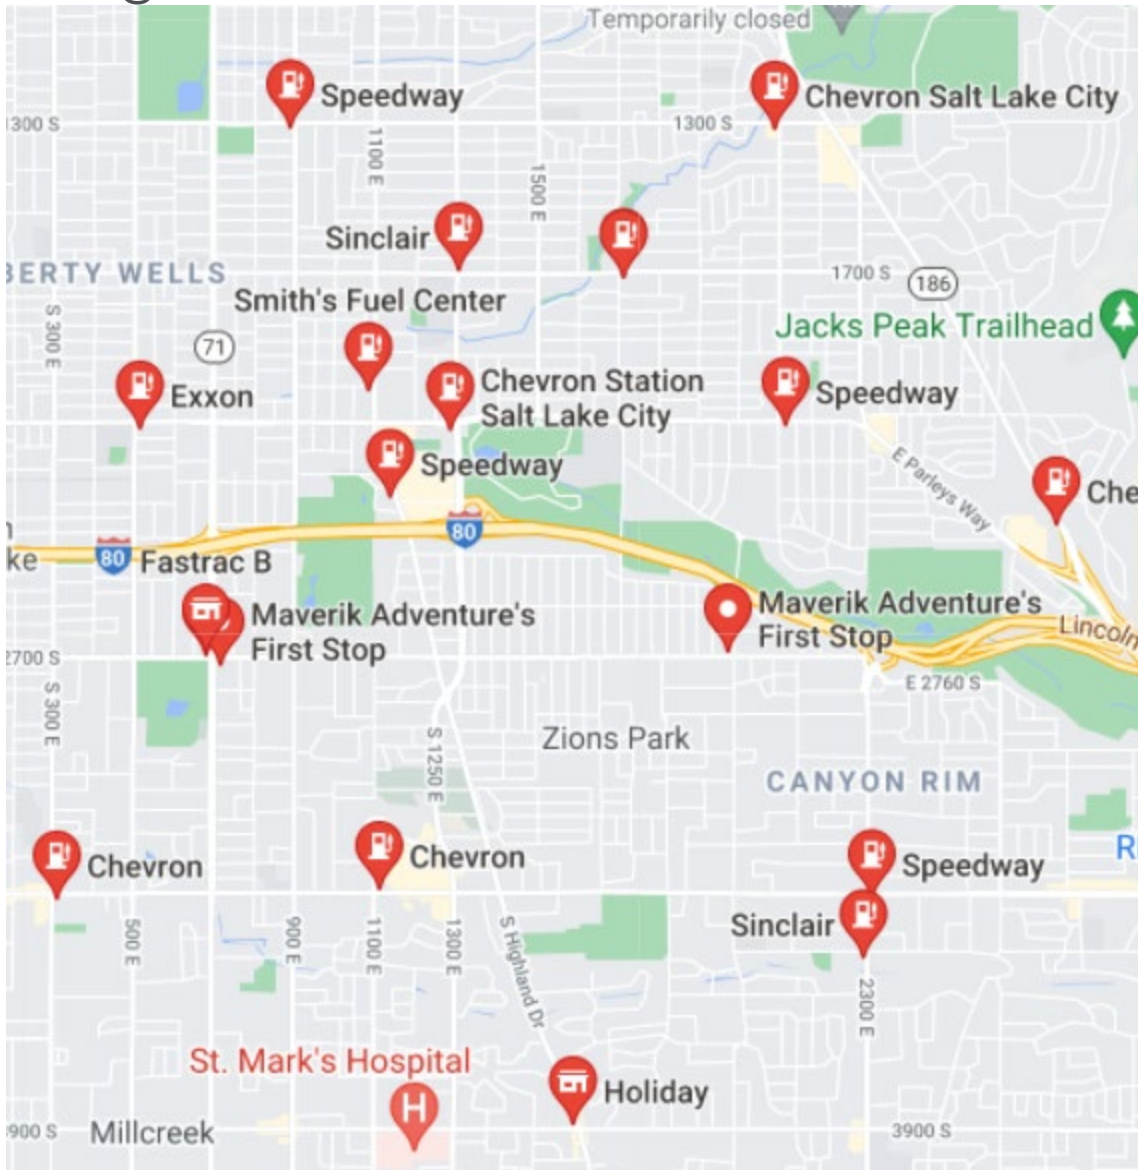 Temporarily closed
Speedway
Chevron Salt Lake City
1300 S
1300 S
1100 E
1500 E
Sinclair
BERTY WELLS
1700 S
186
Smith's Fuel Center
S 300 E
71
Jacks Peak Trailhead
Exxon
Chevron Station
Salt Lake City
Speedway
Speedway
E Parleys Way
Che
80
ke
80
Fastrac B
Maverik Adventure's
First Stop
Maverik Adventure's
First Stop
Lincoln
2700 S
S 300 E
E 2760 S
S 1250 E
Zions Park
CANYON RIM
R
Chevron
Chevron
Speedway
Sinclair
500 E
900 E
1100 E
1300 E
S Highland Dr
2300 E
St. Mark's Hospital
H
Holiday
900 S
Millcreek
3900 S